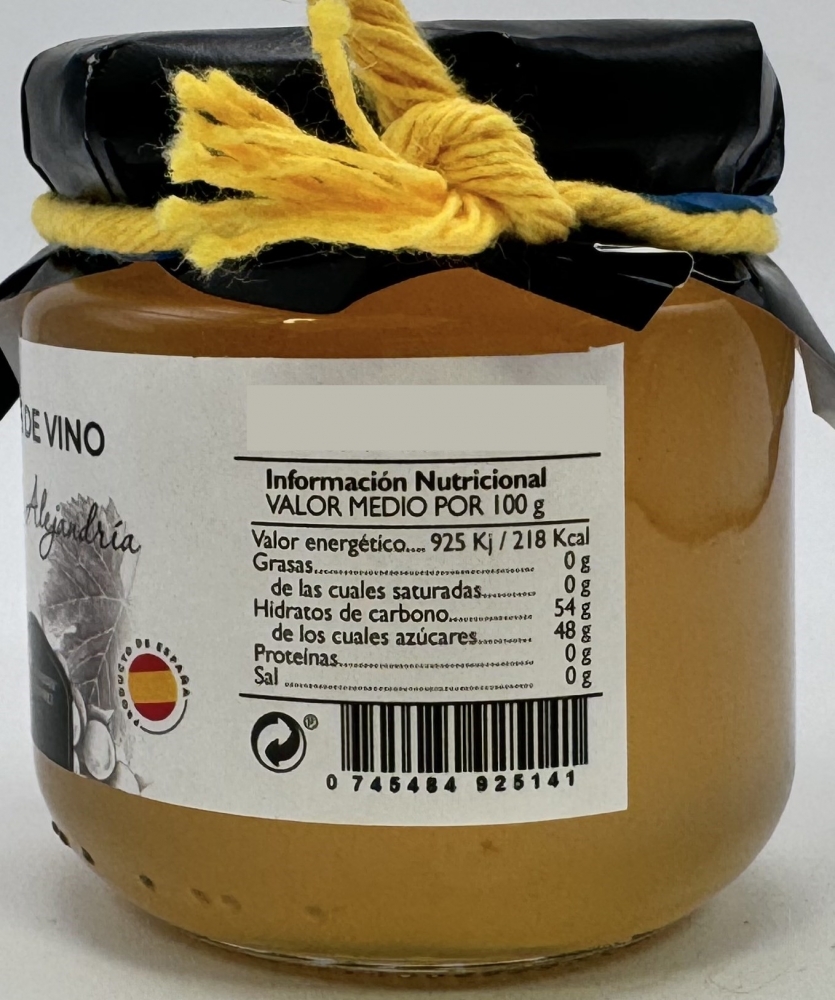 DE VINO
Alejandría
PRODUCTO DE ESPAÑA
Información Nutricional
VALOR MEDIO POR 100 g
Valor energético.... 925 Kj / 218 Kcal
Grasas 0 g
de las cuales saturadas 0 g
Hidratos de carbono 54 g
de los cuales azúcares 48 g
Proteínas 0 g
Sal 0 g
0 745484 925141